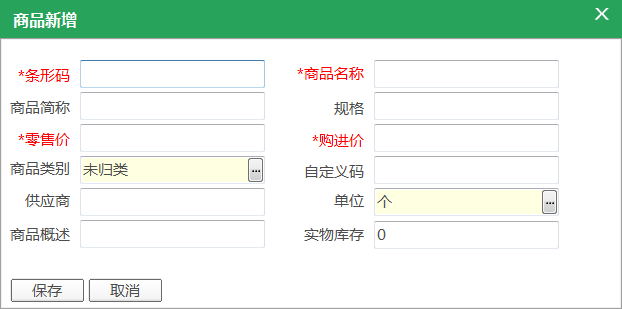 商品新增
*条形码 *商品名称
商品简称 规格
*零售价 *购进价
商品类别 未归类 ... 自定义码
供应商 单位 个 ...
商品概述 实物库存 0
保存 取消